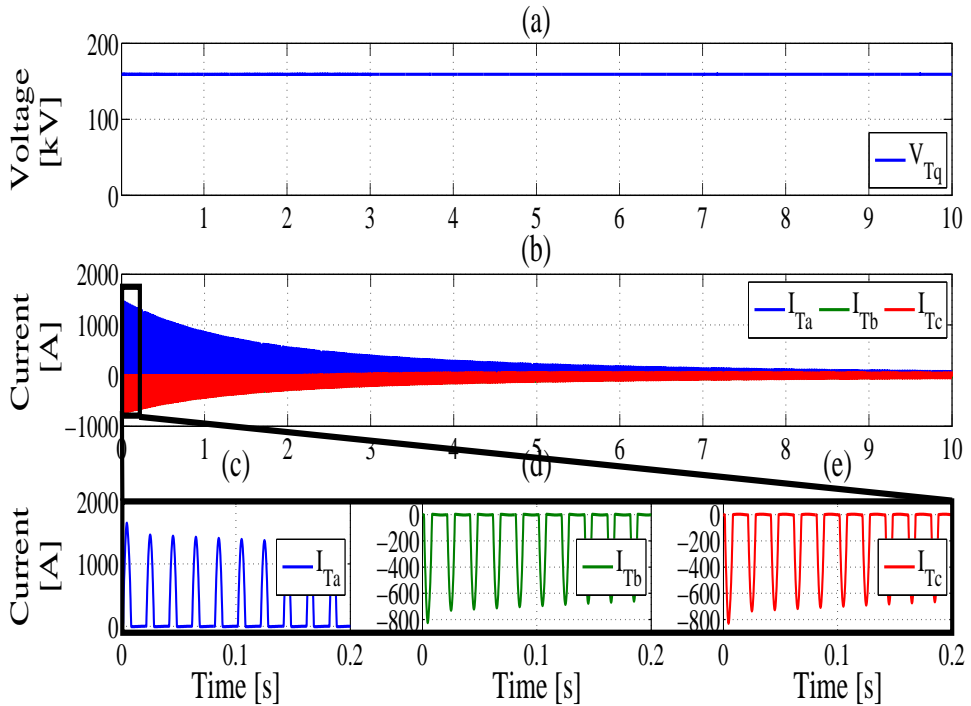 (a)
Voltage [kV]
200
100
0
V_Tq
1 2 3 4 5 6 7 8 9 10
(b)
Current [A]
2000
1000
0
−1000
I_Ta I_Tb I_Tc
0 1 2 3 4 5 6 7 8 9 10
(c) (d) (e)
Current [A]
2000
1000
0
I_Ta
0 0.1 0.2
Time [s]
0
−200
−400
−600
−800
I_Tb
0 0.1 0.2
Time [s]
0
−200
−400
−600
−800
I_Tc
0 0.1 0.2
Time [s]